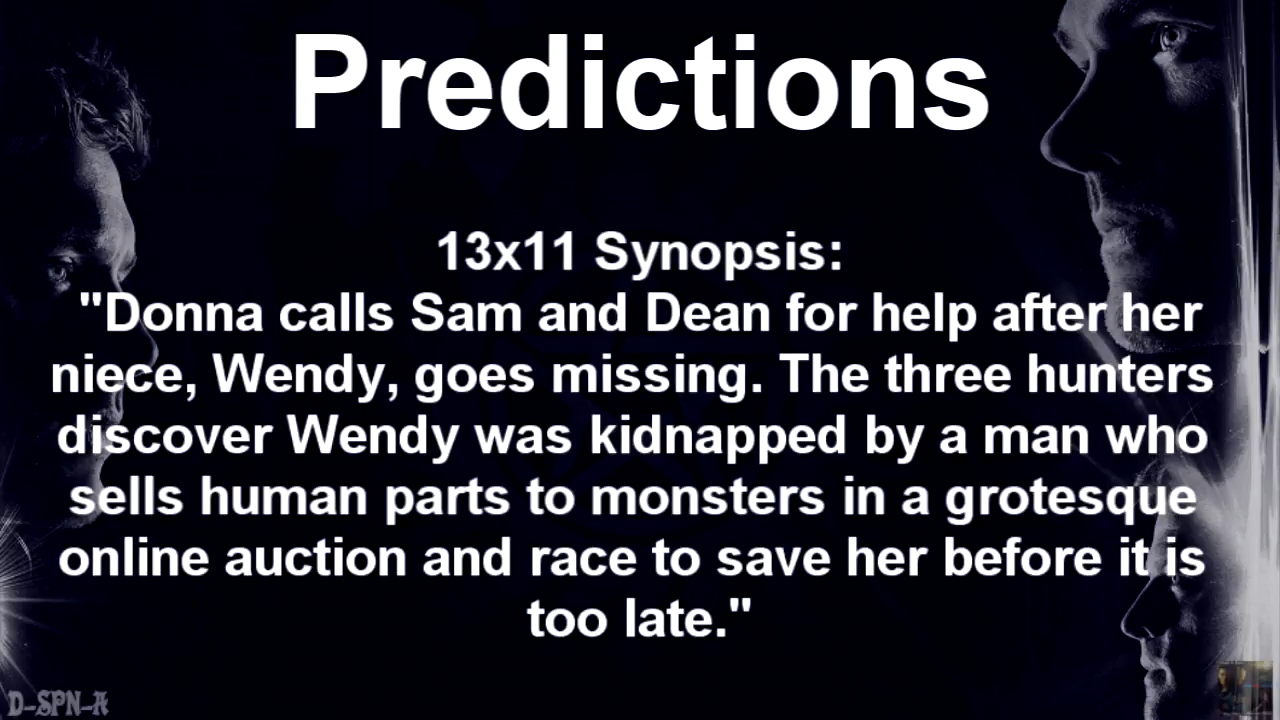 Predictions
13x11 Synopsis:
"Donna calls Sam and Dean for help after her
niece, Wendy, goes missing. The three hunters
discover Wendy was kidnapped by a man who
sells human parts to monsters in a grotesque
online auction and race to save her before it is
too late."
D-SPN-A